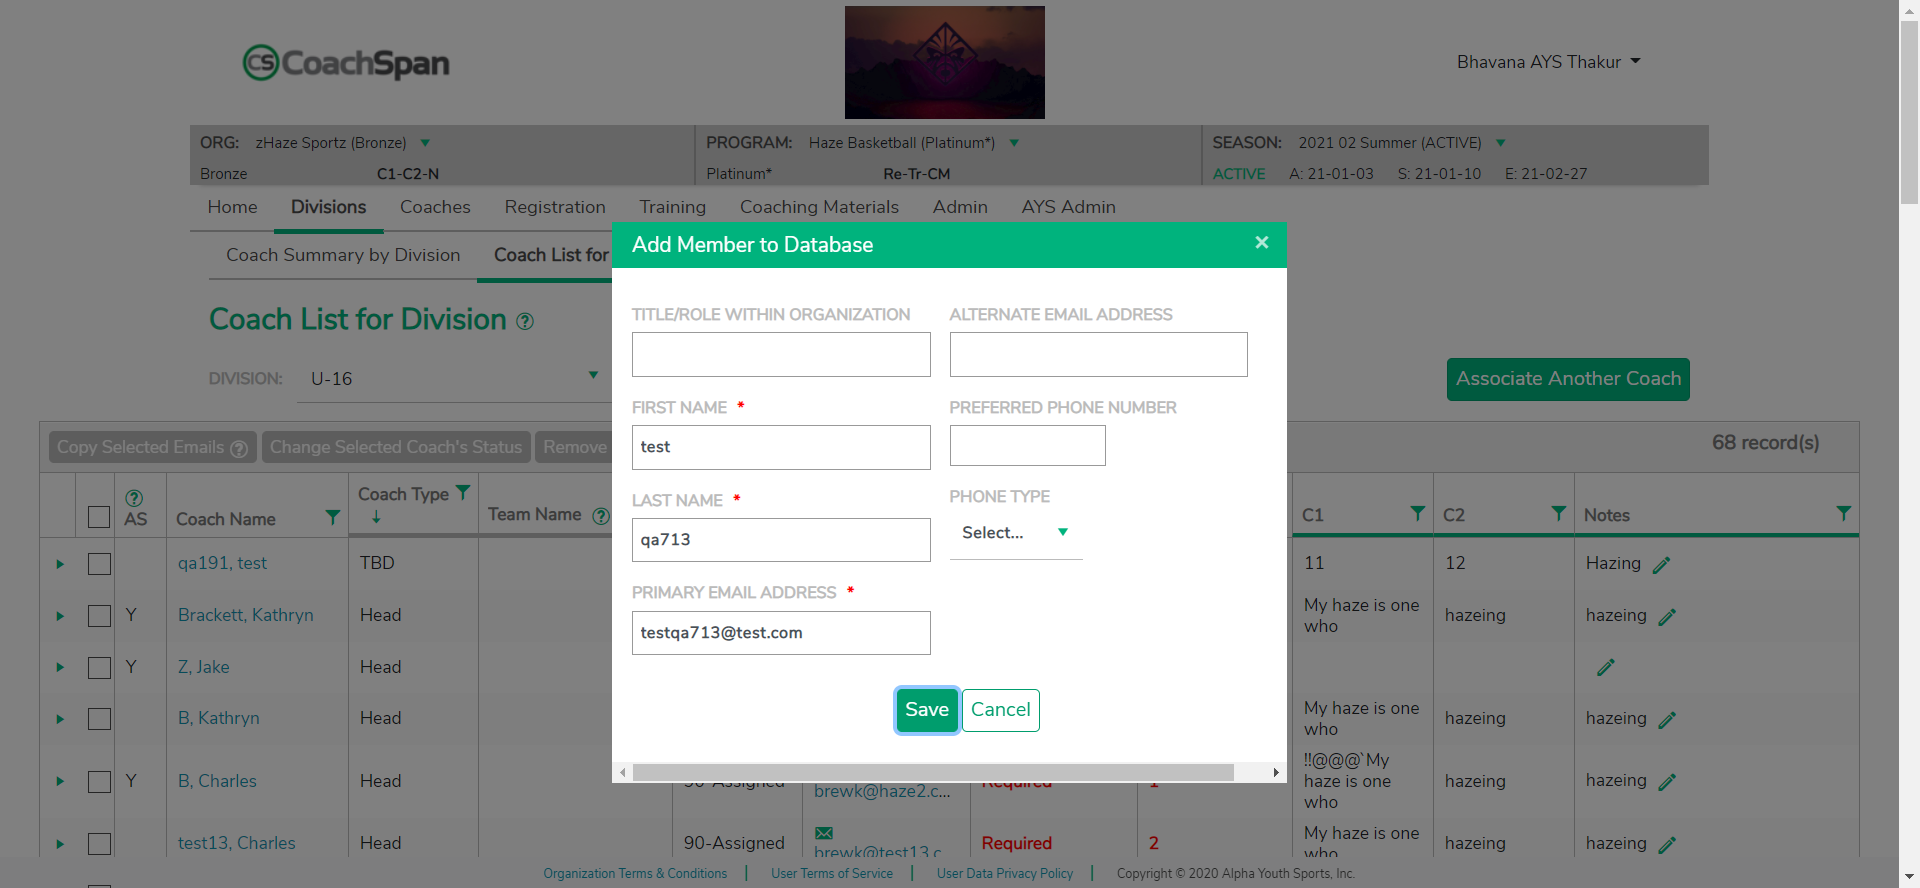 CS CoachSpan
Bhavana AYS Thakur
ORG: zHaze Sportz (Bronze)
PROGRAM: Haze Basketball (Platinum*)
SEASON: 2021 02 Summer (ACTIVE)
Bronze C1-C2-N
Platinum* Re-Tr-CM
ACTIVE A: 21-01-03 S: 21-01-10 E: 21-02-27
Home Divisions Coaches Registration Training Coaching Materials Admin AYS Admin
Coach Summary by Division Coach List for
Add Member to Database ×
Coach List for Division ?
DIVISION: U-16
Associate Another Coach
TITLE/ROLE WITHIN ORGANIZATION
ALTERNATE EMAIL ADDRESS
FIRST NAME *
test
PREFERRED PHONE NUMBER
LAST NAME *
qa713
PHONE TYPE
Select...
PRIMARY EMAIL ADDRESS *
testqa713@test.com
Save Cancel
Copy Selected Emails ? Change Selected Coach's Status Remove
68 record(s)
? AS Coach Name Coach Type Team Name ? C1 C2 Notes
qa191, test TBD 11 12 Hazing
Y Brackett, Kathryn Head My haze is one who hazeing hazeing
Y Z, Jake Head
B, Kathryn Head My haze is one who hazeing hazeing
Y B, Charles Head 90-Assigned brewk@haze2.c... Required 1 !!@@@`My haze is one who hazeing hazeing
test13, Charles Head 90-Assigned brewk@test13.c Required 2 My haze is one who hazeing hazeing
Organization Terms & Conditions | User Terms of Service | User Data Privacy Policy | Copyright © 2020 Alpha Youth Sports, Inc.